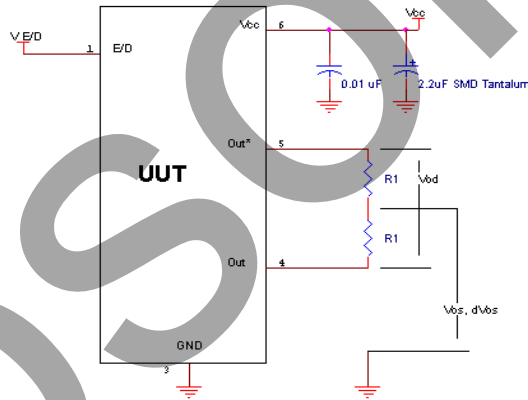 Vcc
Vcc
6
V E/D
1
E/D
0.01 uF
+
2.2uF SMD Tantalum
Out*
5
UUT
R1
Vod
R1
Out
4
Vos, dVos
GND
3